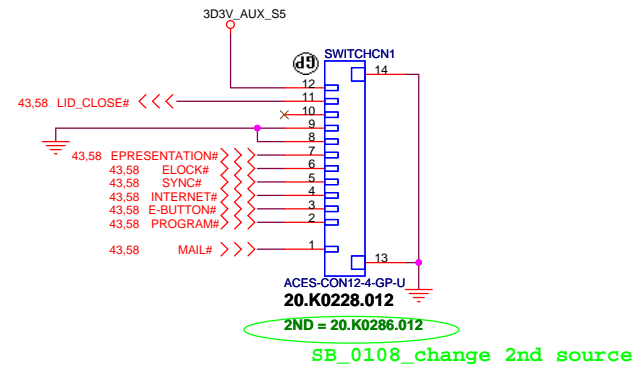 3D3V_AUX_S5
SWITCHCN1
14
12
43,58 LID_CLOSE# 11
10
9
8
43,58 EPRESENTATION# 7
43,58 ELOCK# 6
43,58 SYNC# 5
43,58 INTERNET# 4
43,58 E-BUTTON# 3
43,58 PROGRAM# 2
43,58 MAIL# 1
13
ACES-CON12-4-GP-U
20.K0228.012
2ND = 20.K0286.012
SB_0108_change 2nd source